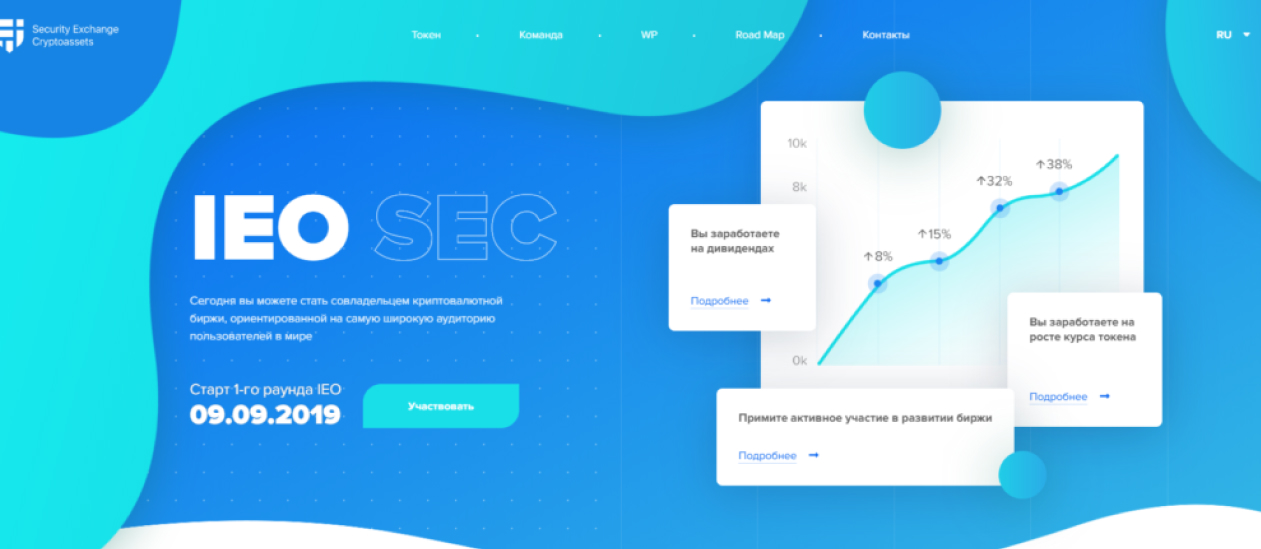 Security Exchange
Cryptoassets
Токен
Команда
WP
Road Map
Контакты
RU
IEO SEC
Сегодня вы можете стать совладельцем криптовалютной
биржи, ориентированной на самую широкую аудиторию
пользователей в мире
Старт 1-го раунда IEO
09.09.2019
Участвовать
10k
8k
0k
↑8%
↑15%
↑32%
↑38%
Вы заработаете
на дивидендах
Подробнее →
Вы заработаете на
росте курса токена
Подробнее →
Примите активное участие в развитии биржи
Подробнее →